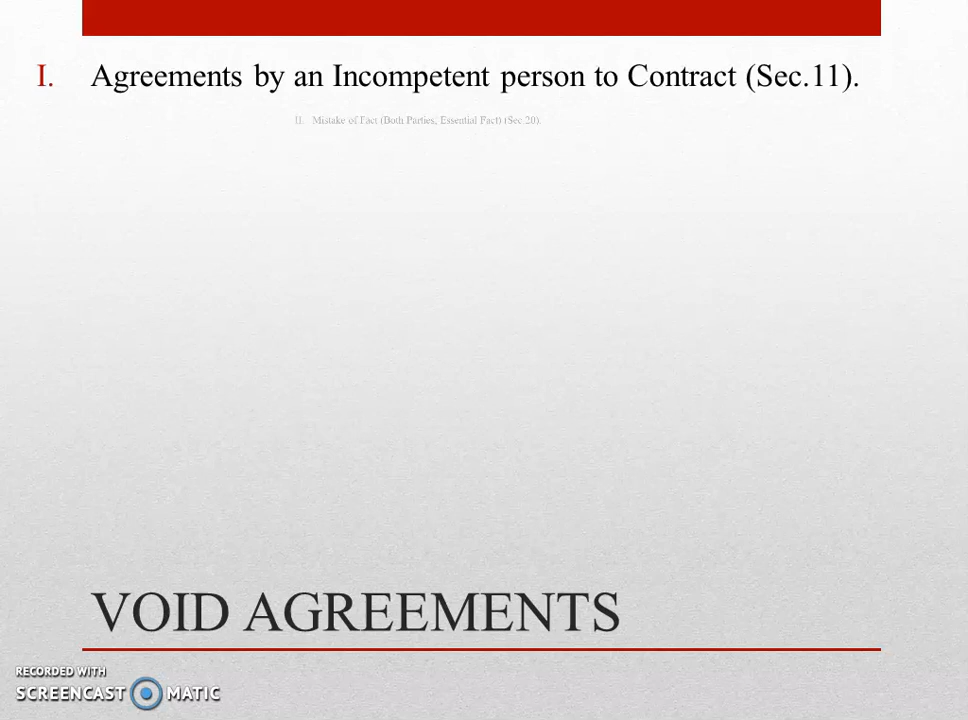 I. Agreements by an Incompetent person to Contract (Sec.11).
II. Mistake of Fact (Both Parties, Essential Fact) (Sec 20).
VOID AGREEMENTS
RECORDED WITH
SCREENCAST MATIC